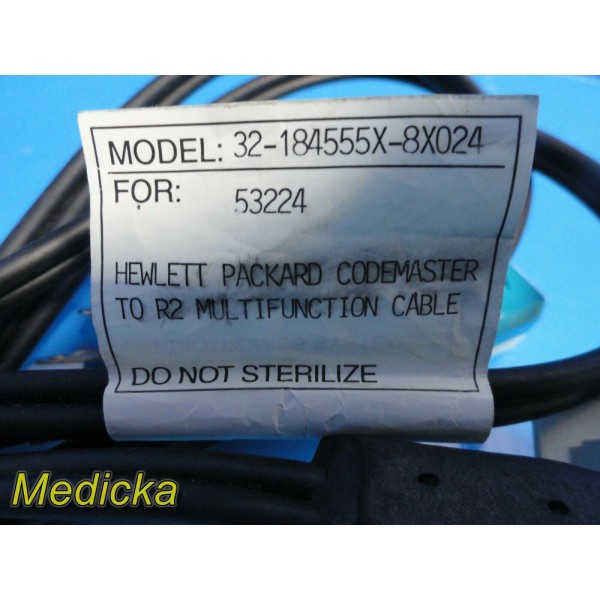 MODEL: 32-184555X-8X024
FOR: 53224
HEWLETT PACKARD CODEMASTER
TO R2 MULTIFUNCTION CABLE
DO NOT STERILIZE
Medicka